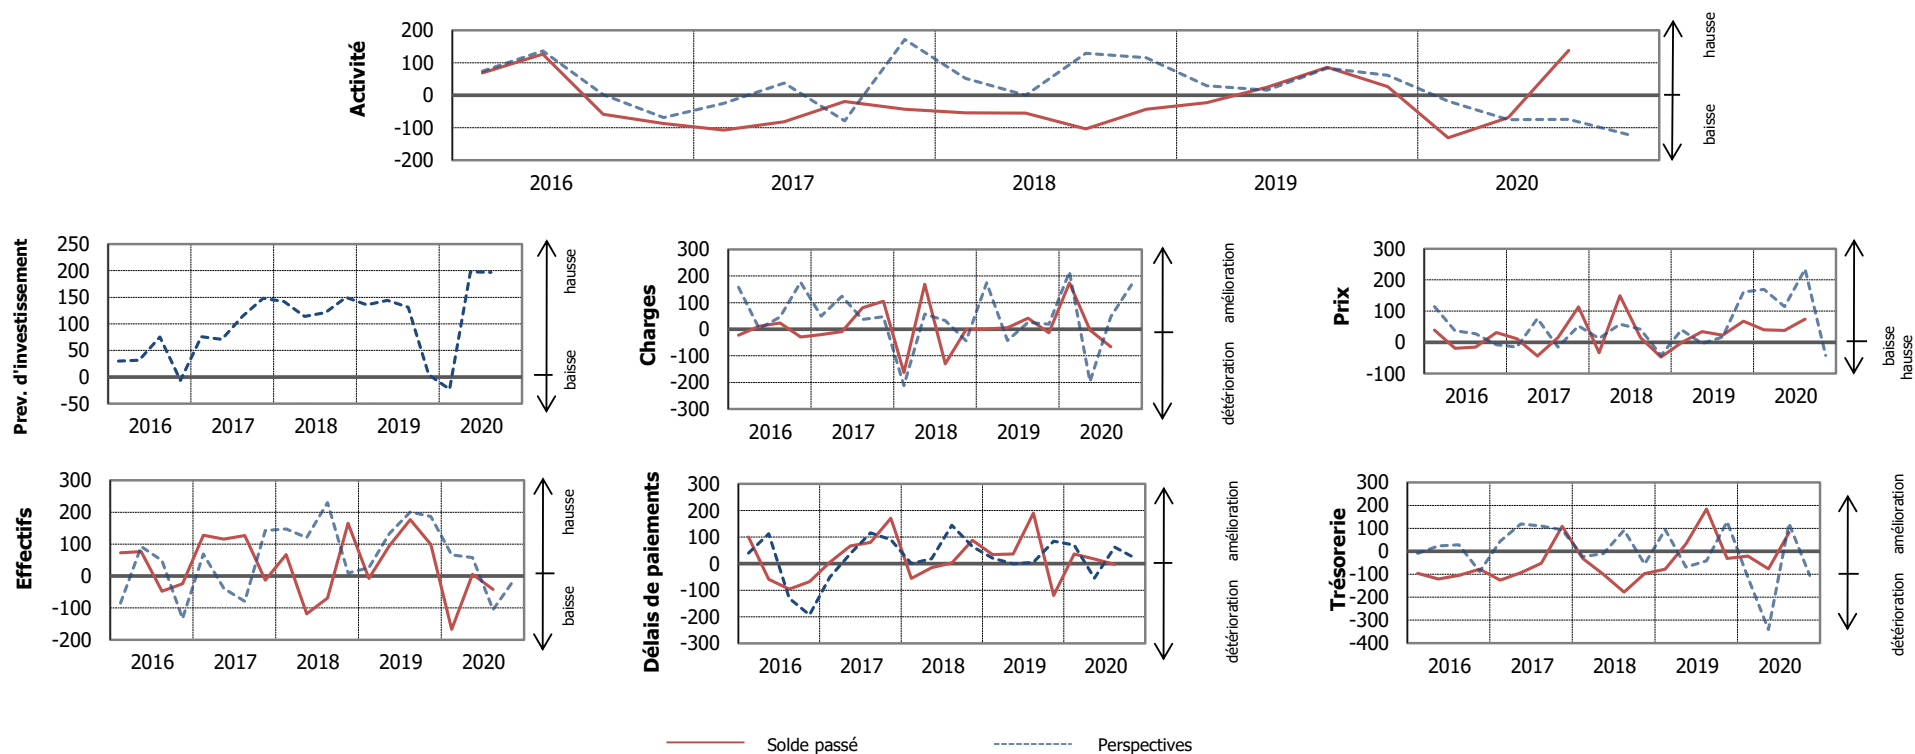 Activité
200
100
0
-100
-200
2016 2017 2018 2019 2020
hausse
baisse
Prev. d'investissement
250
200
150
100
50
0
-50
2016 2017 2018 2019 2020
hausse
baisse
Charges
300
200
100
0
-100
-200
-300
2016 2017 2018 2019 2020
amélioration
détérioration
Prix
300
200
100
0
-100
2016 2017 2018 2019 2020
baisse
hausse
Effectifs
300
200
100
0
-100
-200
2016 2017 2018 2019 2020
hausse
baisse
Délais de paiements
300
200
100
0
-100
-200
-300
2016 2017 2018 2019 2020
amélioration
détérioration
Trésorerie
300
200
100
0
-100
-200
-300
-400
2016 2017 2018 2019 2020
amélioration
détérioration
Solde passé Perspectives